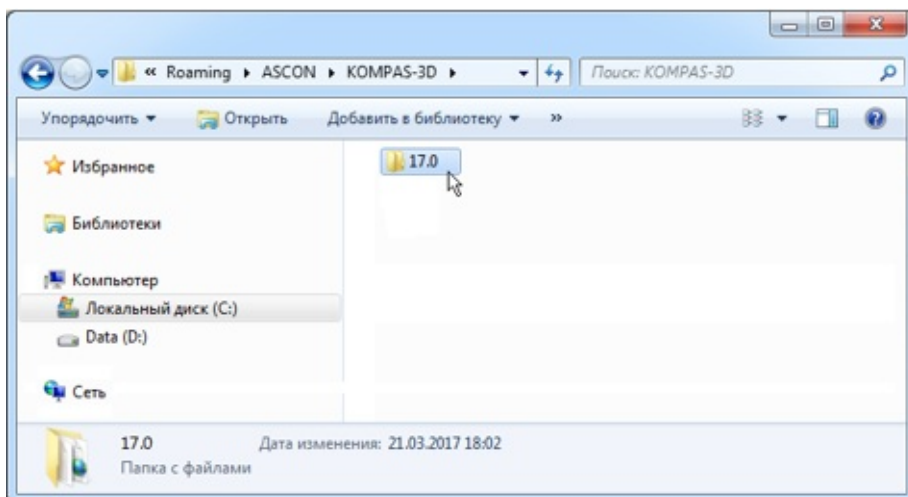 « Roaming ▸ ASCON ▸ KOMPAS-3D ▸ Поиск: KOMPAS-3D
Упорядочить Открыть Добавить в библиотеку »
Избранное
17.0
Библиотеки
Компьютер
Локальный диск (C:)
Data (D:)
Сеть
17.0 Дата изменения: 21.03.2017 18:02
Папка с файлами